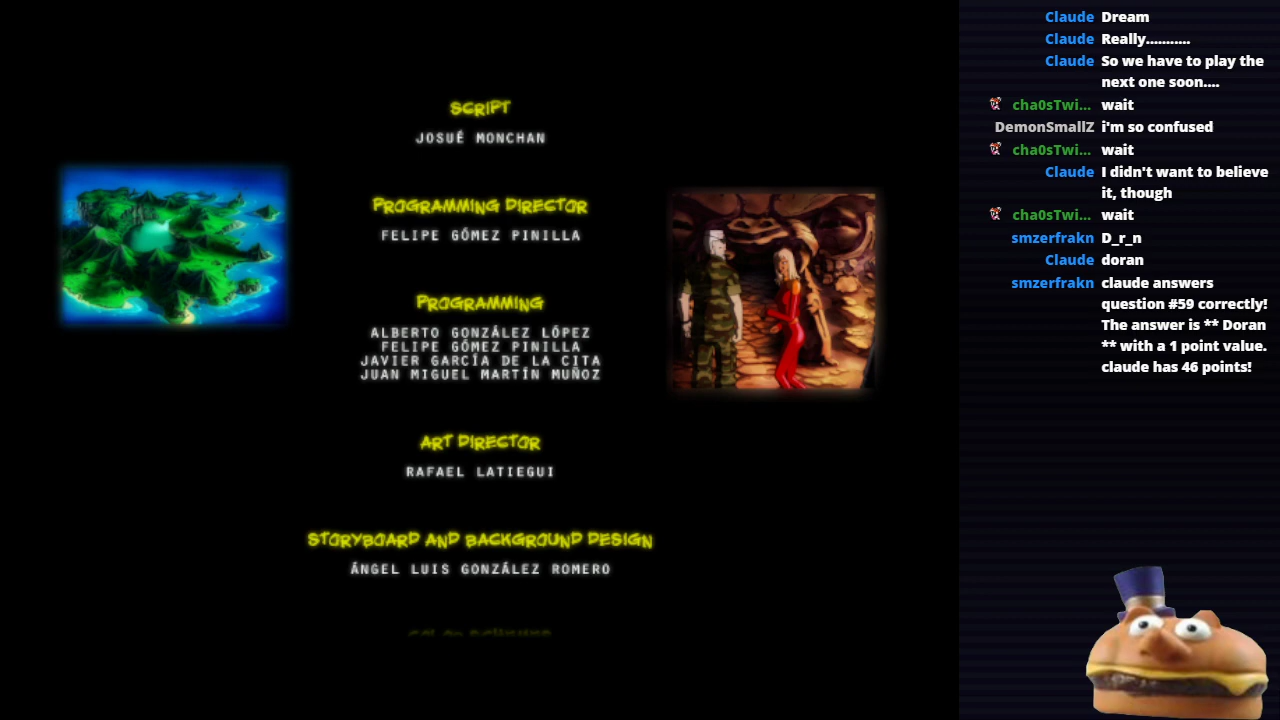 SCRIPT
JOSUÉ MONCHAN
PROGRAMMING DIRECTOR
FELIPE GÓMEZ PINILLA
PROGRAMMING
ALBERTO GONZÁLEZ LÓPEZ
FELIPE GÓMEZ PINILLA
JAVIER GARCÍA DE LA CITA
JUAN MIGUEL MARTÍN MUÑOZ
ART DIRECTOR
RAFAEL LATIEGUI
STORYBOARD AND BACKGROUND DESIGN
ÁNGEL LUIS GONZÁLEZ ROMERO
Claude Dream
Claude Really...........
Claude So we have to play the
next one soon....
cha0sTwi... wait
DemonSmallZ i'm so confused
cha0sTwi... wait
Claude I didn't want to believe
it, though
cha0sTwi... wait
smzerfrakn D_r_n
Claude doran
smzerfrakn claude answers
question #59 correctly!
The answer is ** Doran
** with a 1 point value.
claude has 46 points!